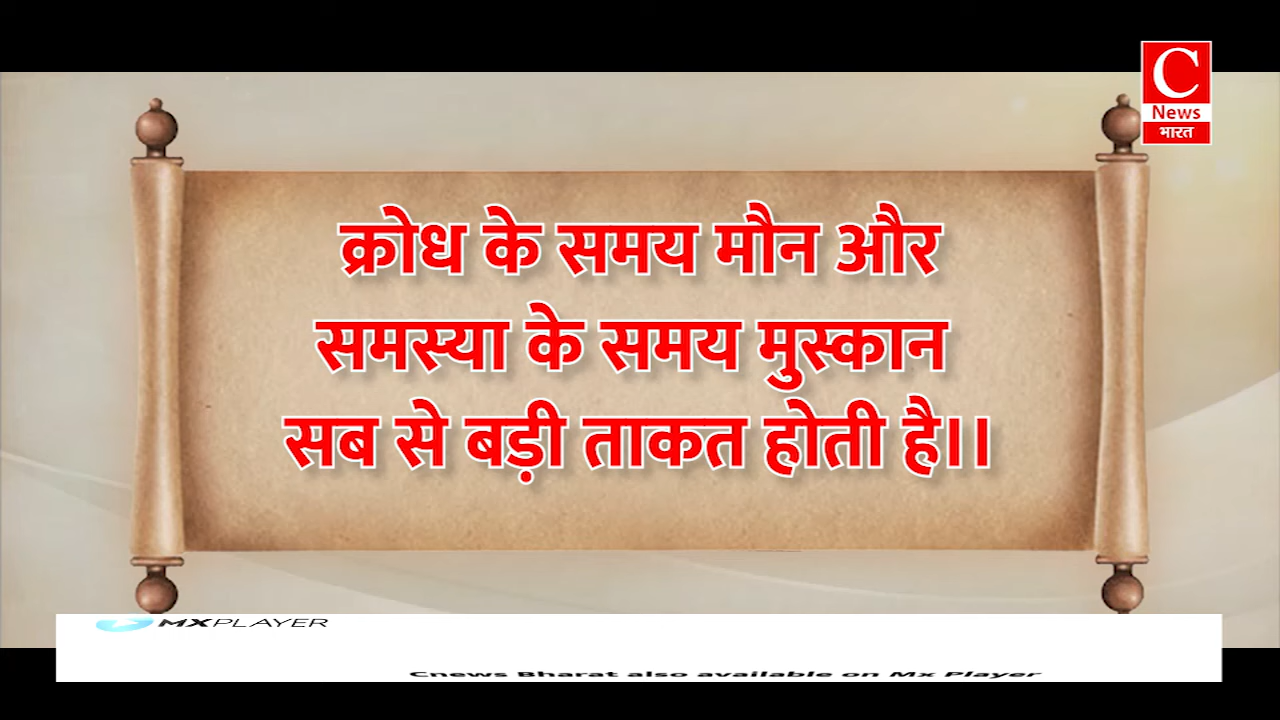 C
News
भारत
क्रोध के समय मौन और
समस्या के समय मुस्कान
सब से बड़ी ताकत होती है।।
MXPLAYER
Cnews Bharat also available on Mx Player